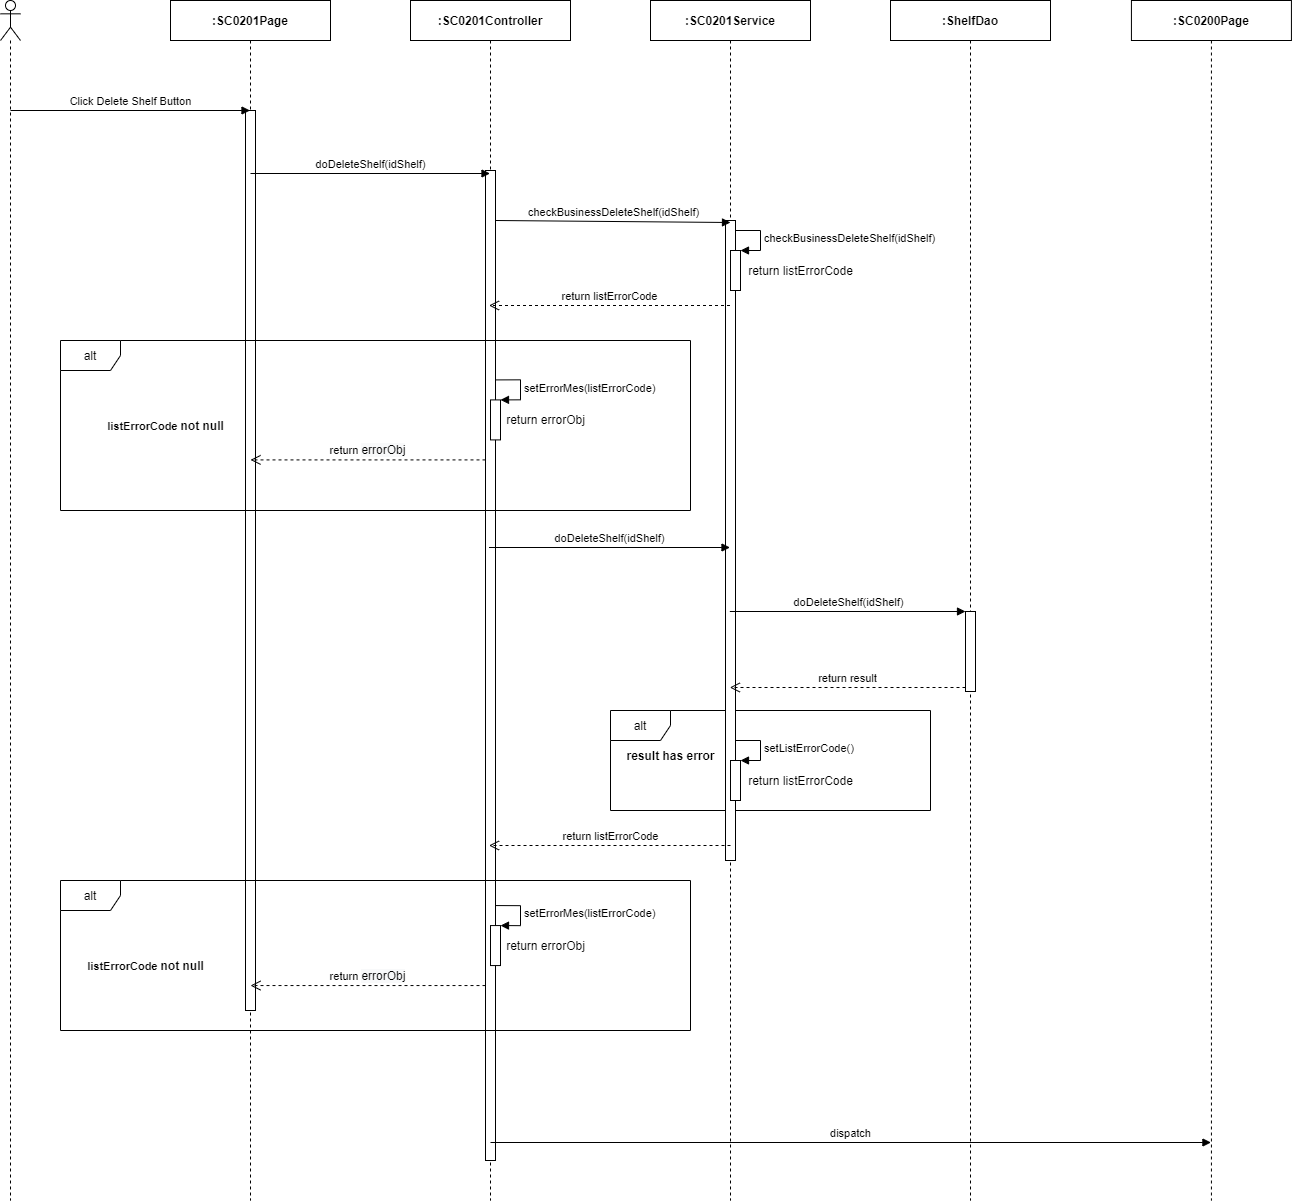 :SC0201Page
:SC0201Controller
:SC0201Service
:ShelfDao
:SC0200Page
Click Delete Shelf Button
doDeleteShelf(idShelf)
checkBusinessDeleteShelf(idShelf)
checkBusinessDeleteShelf(idShelf)
return listErrorCode
return listErrorCode
alt
setErrorMes(listErrorCode)
return errorObj
listErrorCode not null
return errorObj
doDeleteShelf(idShelf)
doDeleteShelf(idShelf)
return result
alt
setListErrorCode()
result has error
return listErrorCode
return listErrorCode
alt
setErrorMes(listErrorCode)
return errorObj
listErrorCode not null
return errorObj
dispatch